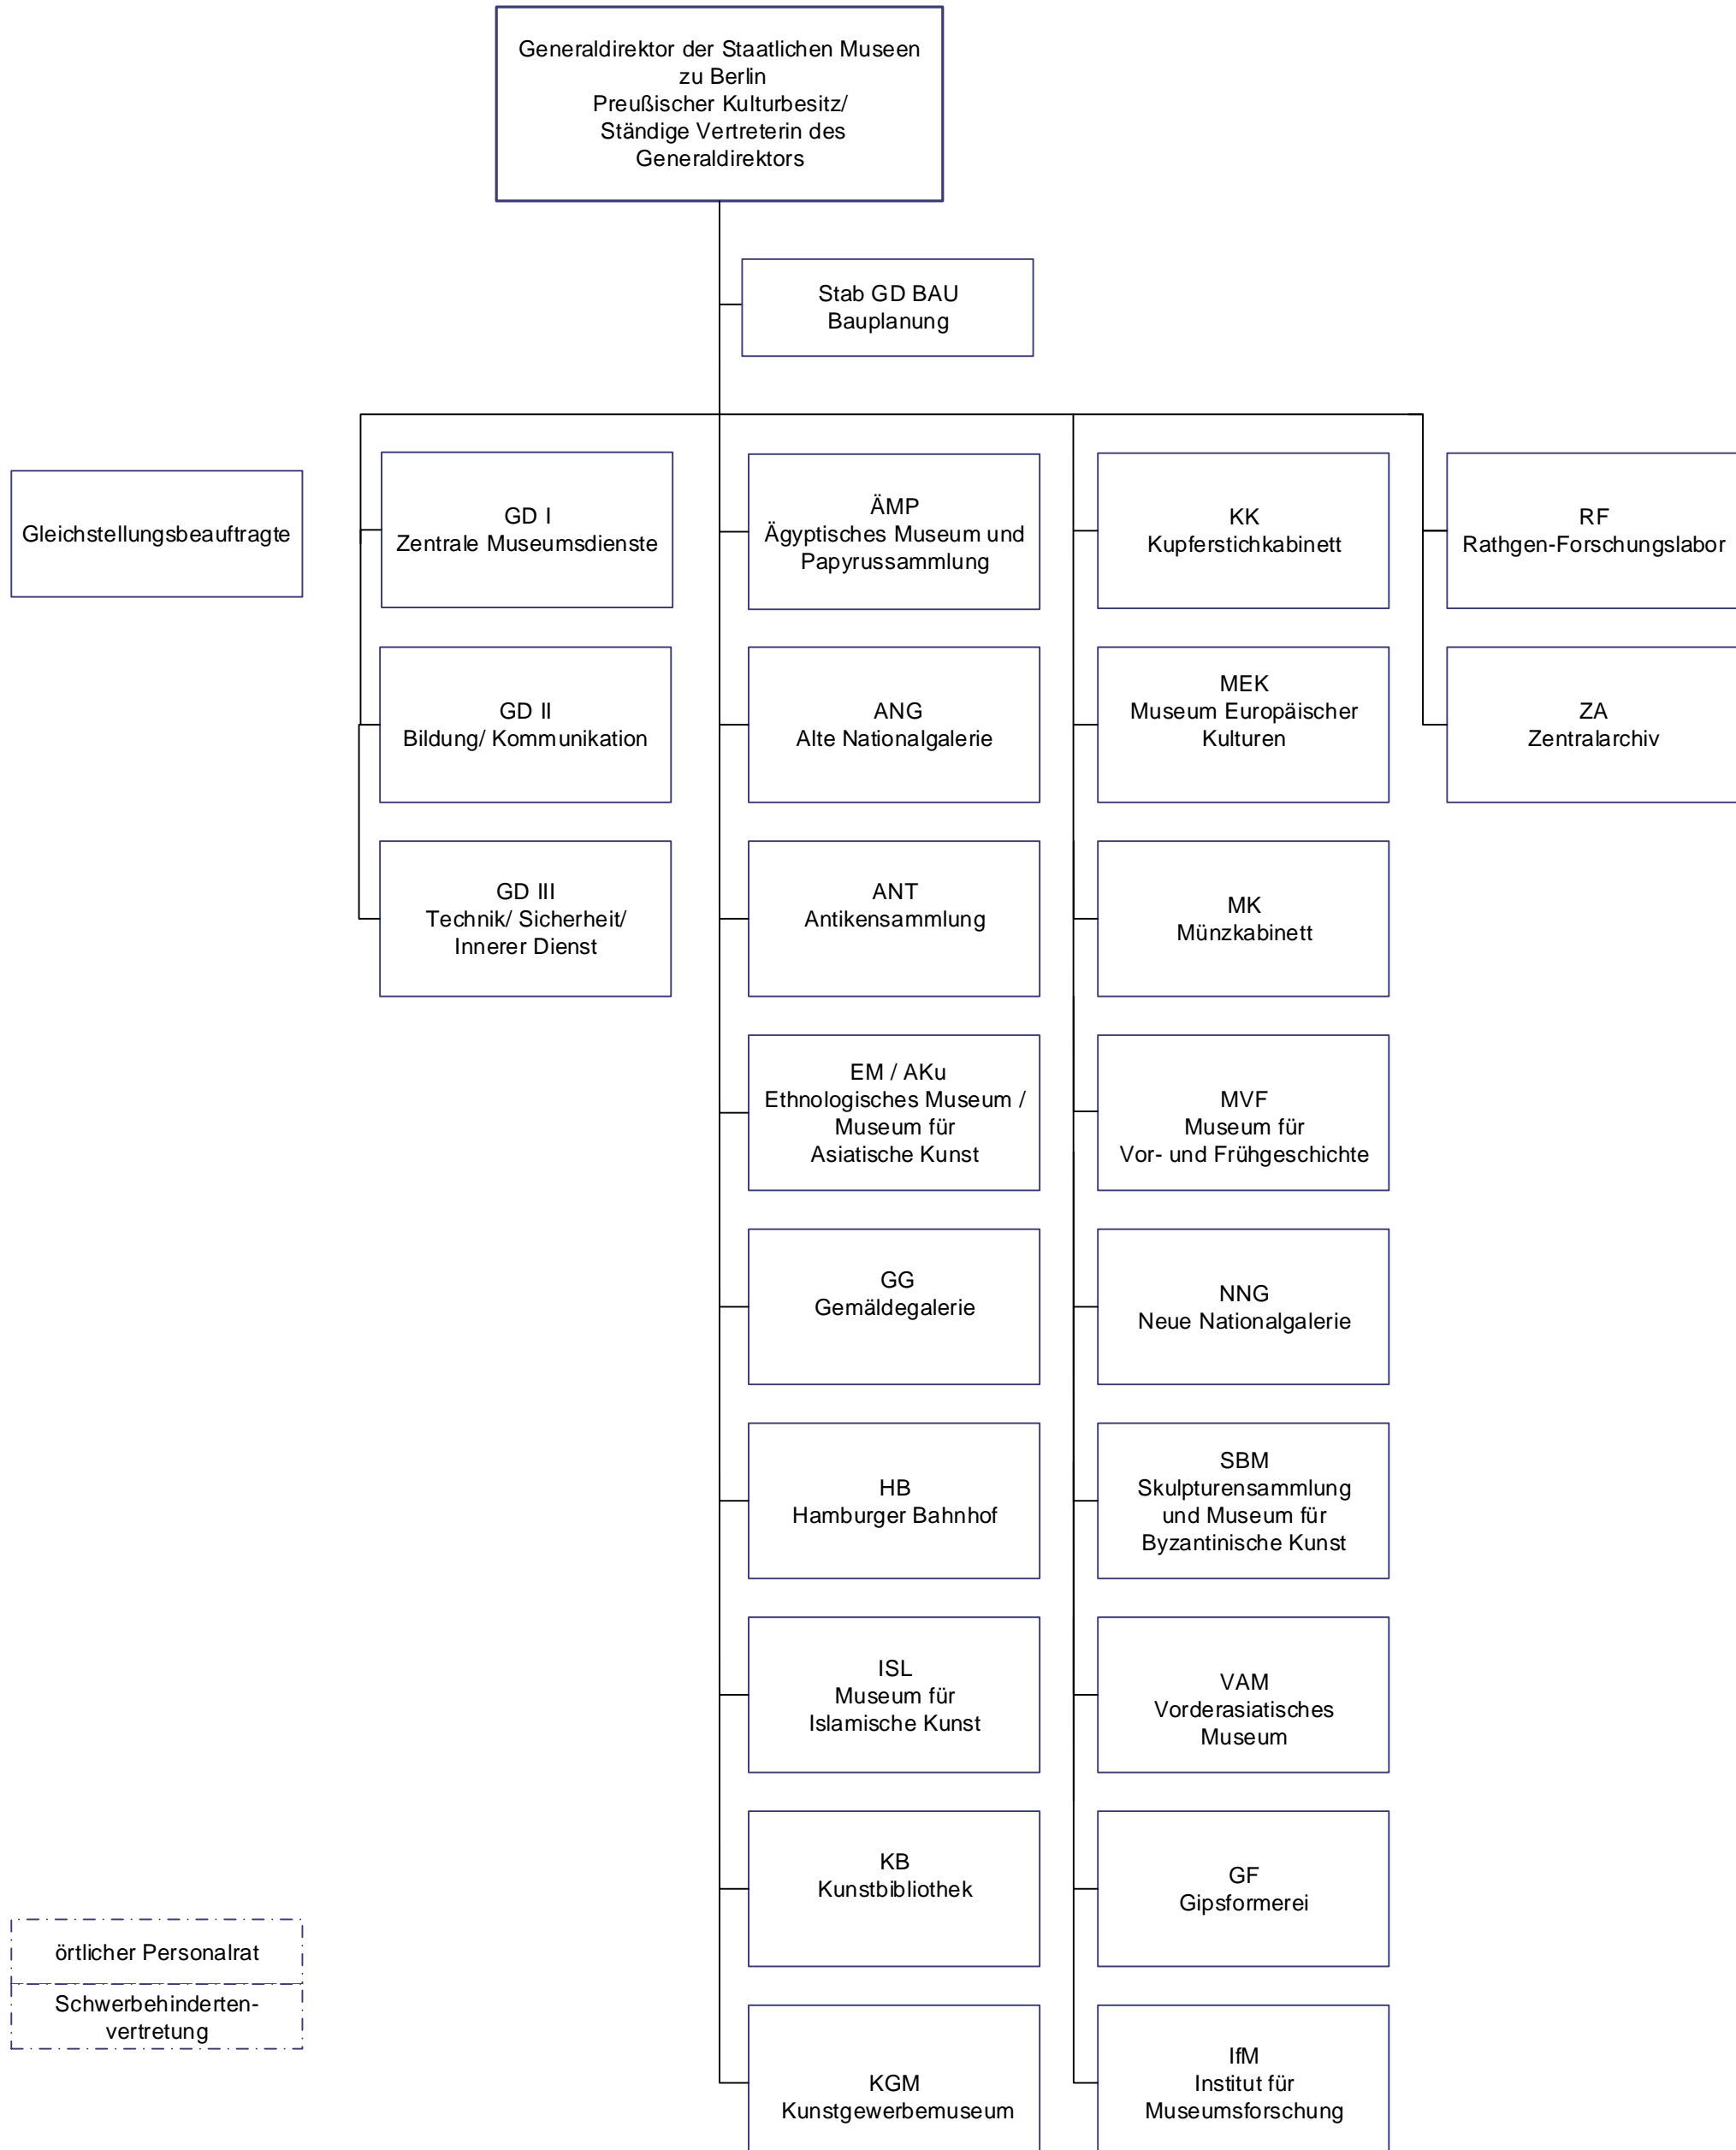 Generaldirektor der Staatlichen Museen
zu Berlin
Preußischer Kulturbesitz/
Ständige Vertreterin des
Generaldirektors
Stab GD BAU
Bauplanung
Gleichstellungsbeauftragte
GD I
Zentrale Museumsdienste
GD II
Bildung/ Kommunikation
GD III
Technik/ Sicherheit/
Innerer Dienst
ÄMP
Ägyptisches Museum und
Papyrussammlung
ANG
Alte Nationalgalerie
ANT
Antikensammlung
EM / AKu
Ethnologisches Museum /
Museum für
Asiatische Kunst
GG
Gemäldegalerie
HB
Hamburger Bahnhof
ISL
Museum für
Islamische Kunst
KB
Kunstbibliothek
KGM
Kunstgewerbemuseum
KK
Kupferstichkabinett
MEK
Museum Europäischer
Kulturen
MK
Münzkabinett
MVF
Museum für
Vor- und Frühgeschichte
NNG
Neue Nationalgalerie
SBM
Skulpturensammlung
und Museum für
Byzantinische Kunst
VAM
Vorderasiatisches
Museum
GF
Gipsformerei
IfM
Institut für
Museumsforschung
RF
Rathgen-Forschungslabor
ZA
Zentralarchiv
örtlicher Personalrat
Schwerbehinderten-
vertretung